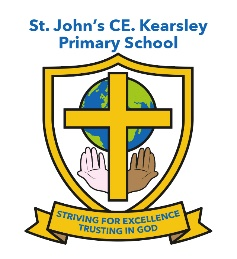 St. John's CE. Kearsley
Primary School
STRIVING FOR EXCELLENCE
TRUSTING IN GOD